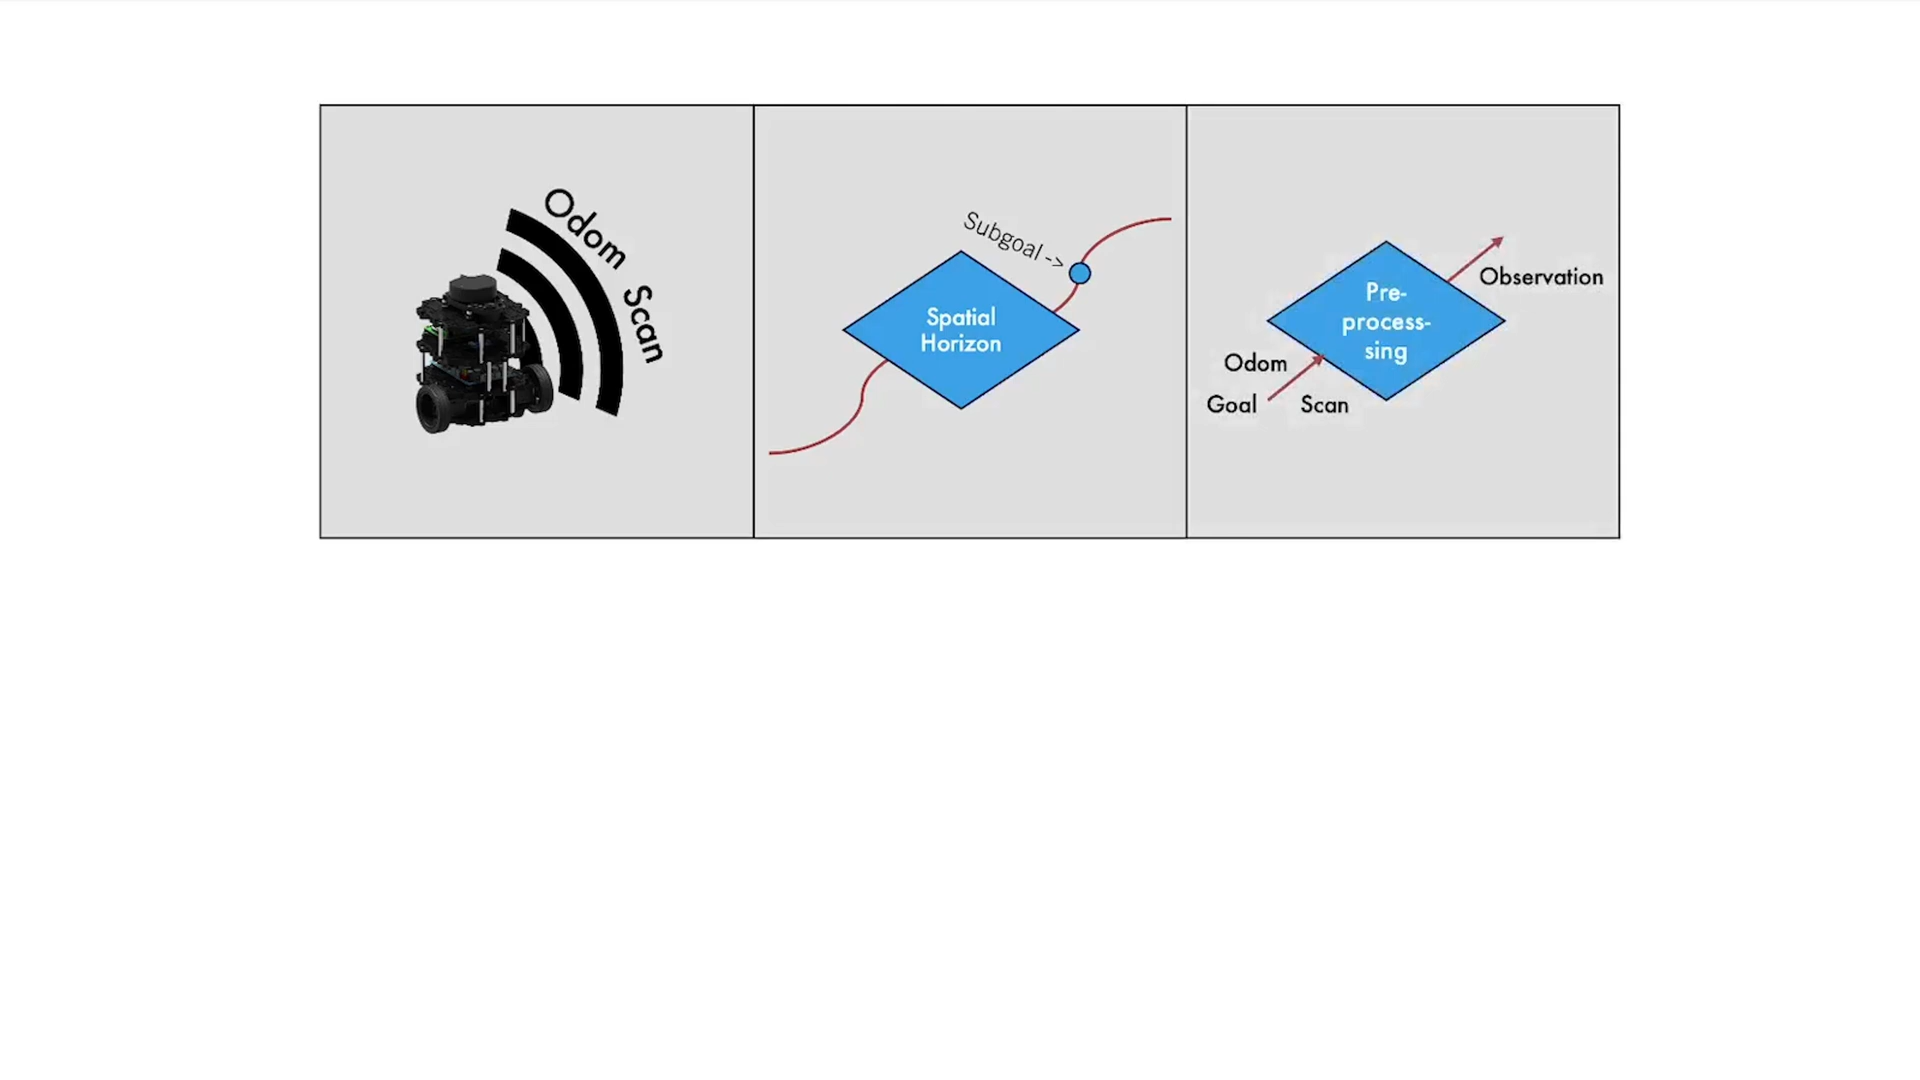 Odom Scan
Subgoal ->
Spatial
Horizon
Pre-
process-
sing
Observation
Odom
Goal
Scan